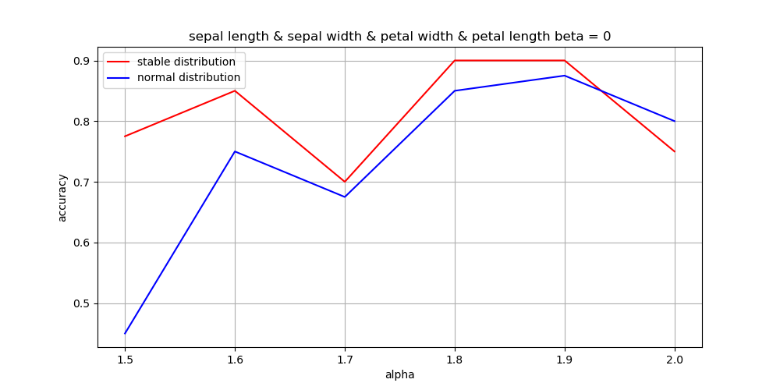 sepal length & sepal width & petal width & petal length beta = 0
stable distribution
normal distribution
accuracy
0.9
0.8
0.7
0.6
0.5
1.5 1.6 1.7 1.8 1.9 2.0
alpha